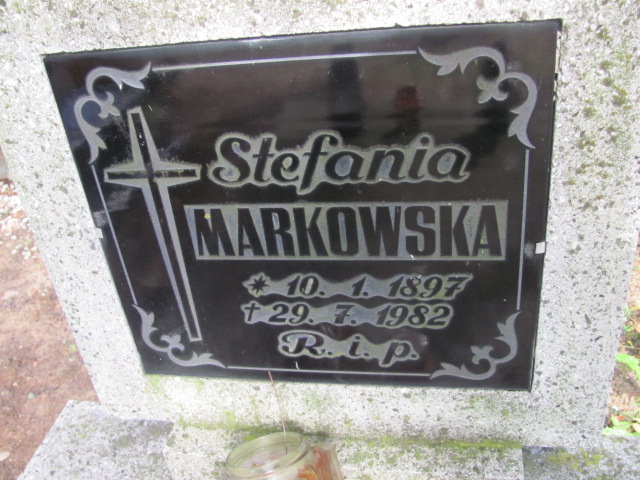 Stefania
MARKOWSKA
* 10. 1. 1897
† 29. 7. 1982
R. i. p.